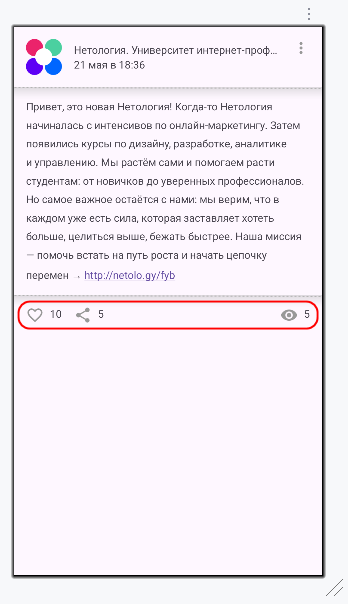 Нетология. Университет интернет-проф...
21 мая в 18:36
Привет, это новая Нетология! Когда-то Нетология
начиналась с интенсивов по онлайн-маркетингу. Затем
появились курсы по дизайну, разработке, аналитике
и управлению. Мы растём сами и помогаем расти
студентам: от новичков до уверенных профессионалов.
Но самое важное остаётся с нами: мы верим, что в
каждом уже есть сила, которая заставляет хотеть
больше, целиться выше, бежать быстрее. Наша миссия
— помочь встать на путь роста и начать цепочку
перемен → http://netolo.gy/fyb
10 5 5